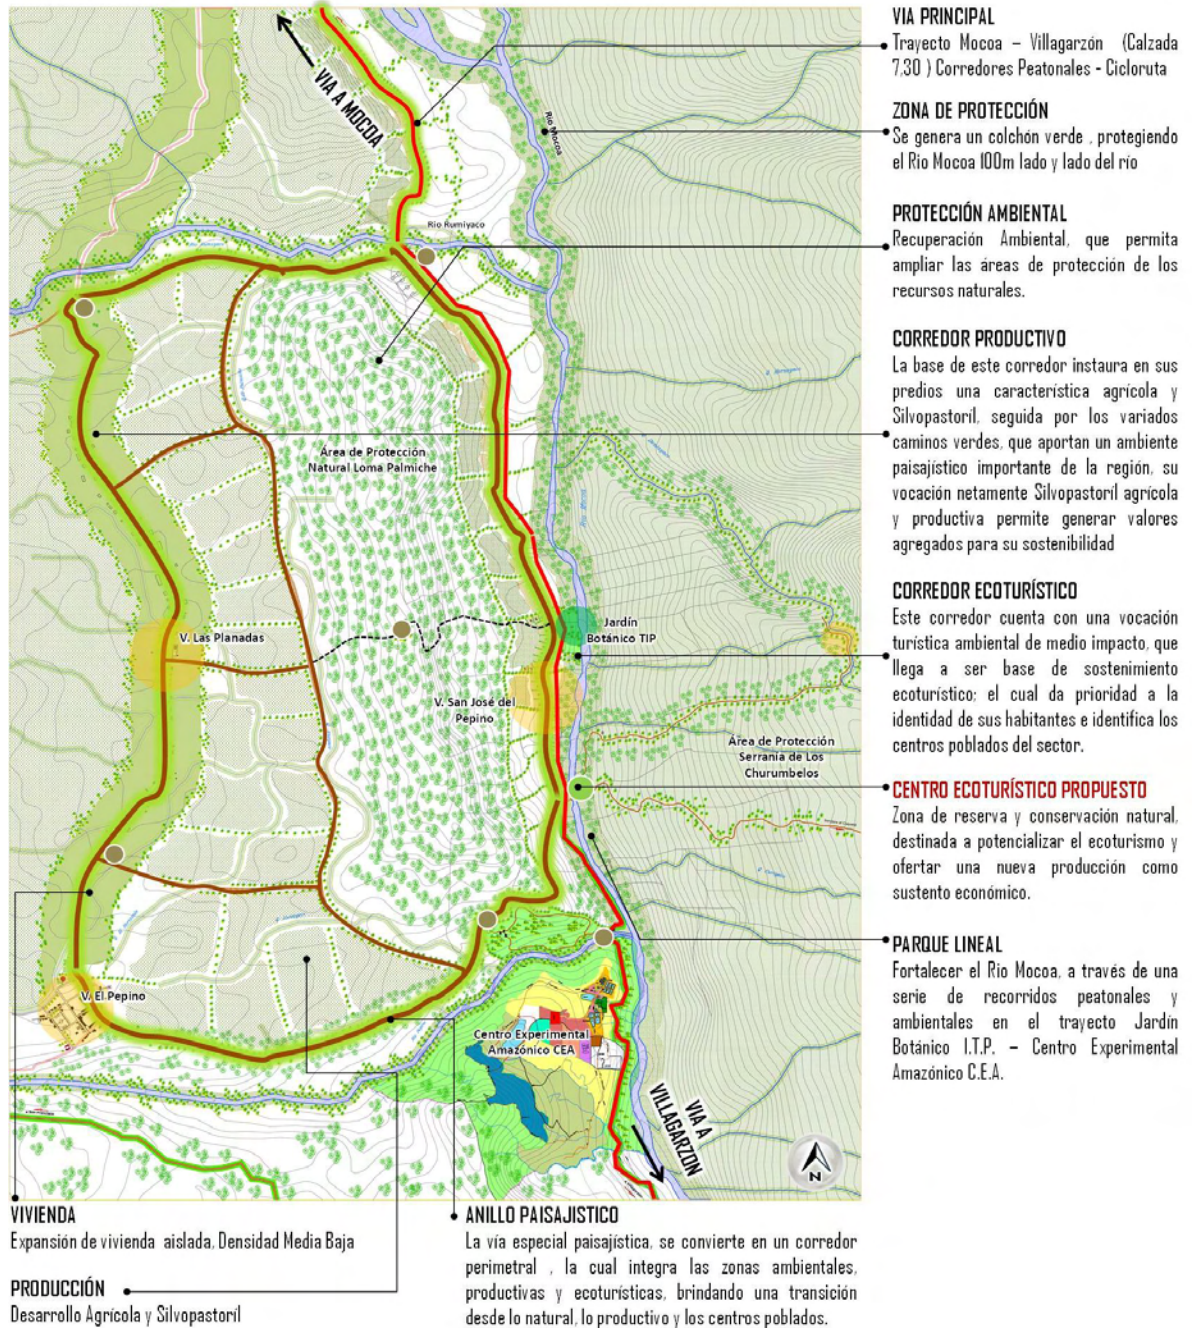 VIA PRINCIPAL
Trayecto Mocoa – Villagarzón (Calzada
7,30 ) Corredores Peatonales - Cicloruta
ZONA DE PROTECCIÓN
Se genera un colchón verde , protegiendo
el Rio Mocoa 100m lado y lado del río
PROTECCIÓN AMBIENTAL
Recuperación Ambiental, que permita
ampliar las áreas de protección de los
recursos naturales.
CORREDOR PRODUCTIVO
La base de este corredor instaura en sus
predios una característica agrícola y
Silvopastoril, seguida por los variados
caminos verdes, que aportan un ambiente
paisajístico importante de la región, su
vocación netamente Silvopastoril agrícola
y productiva permite generar valores
agregados para su sostenibilidad
CORREDOR ECOTURÍSTICO
Este corredor cuenta con una vocación
turística ambiental de medio impacto, que
llega a ser base de sostenimiento
ecoturístico; el cual da prioridad a la
identidad de sus habitantes e identifica los
centros poblados del sector.
CENTRO ECOTURÍSTICO PROPUESTO
Zona de reserva y conservación natural,
destinada a potencializar el ecoturismo y
ofertar una nueva producción como
sustento económico.
PARQUE LINEAL
Fortalecer el Rio Mocoa, a través de una
serie de recorridos peatonales y
ambientales en el trayecto Jardín
Botánico I.T.P. – Centro Experimental
Amazónico C.E.A.
VIA A MOCOA
Rio Mocoa
Rio Rumiyaco
Área de Protección
Natural Loma Palmiche
V. Las Planadas
Jardín
Botánico TIP
V. San José del
Pepino
Área de Protección
Serranía de Los
Churumbelos
V. El Pepino
Centro Experimental
Amazónico CEA
VIA A
VILLAGARZON
N
VIVIENDA
Expansión de vivienda aislada, Densidad Media Baja
PRODUCCIÓN
Desarrollo Agrícola y Silvopastoril
ANILLO PAISAJISTICO
La vía especial paisajística, se convierte en un corredor
perimetral , la cual integra las zonas ambientales,
productivas y ecoturísticas, brindando una transición
desde lo natural, lo productivo y los centros poblados.